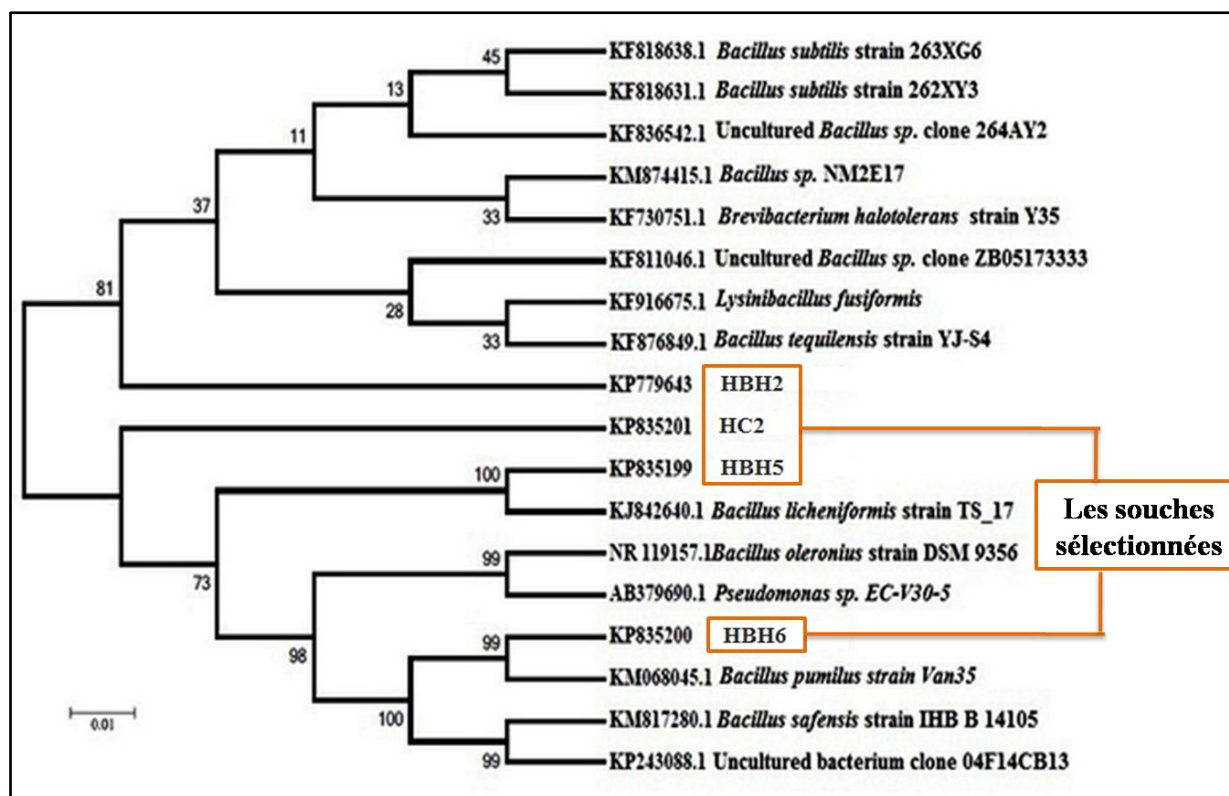 45
KF818638.1 Bacillus subtilis strain 263XG6
13
KF818631.1 Bacillus subtilis strain 262XY3
11
KF836542.1 Uncultured Bacillus sp. clone 264AY2
KM874415.1 Bacillus sp. NM2E17
37
33
KF730751.1 Brevibacterium halotolerans strain Y35
KF811046.1 Uncultured Bacillus sp. clone ZB05173333
81
28
KF916675.1 Lysinibacillus fusiformis
33
KF876849.1 Bacillus tequilensis strain YJ-S4
KP779643 HBH2
KP835201 HC2
100
KP835199 HBH5
KJ842640.1 Bacillus licheniformis strain TS_17
Les souches
sélectionnées
99
NR 119157.1Bacillus oleronius strain DSM 9356
73
AB379690.1 Pseudomonas sp. EC-V30-5
98
99
KP835200 HBH6
KM068045.1 Bacillus pumilus strain Van35
100
KM817280.1 Bacillus safensis strain IHB B 14105
0.01
99
KP243088.1 Uncultured bacterium clone 04F14CB13